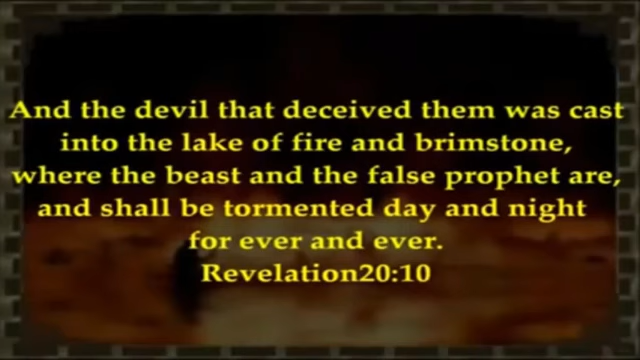 And the devil that deceived them was cast
into the lake of fire and brimstone,
where the beast and the false prophet are,
and shall be tormented day and night
for ever and ever.
Revelation20:10